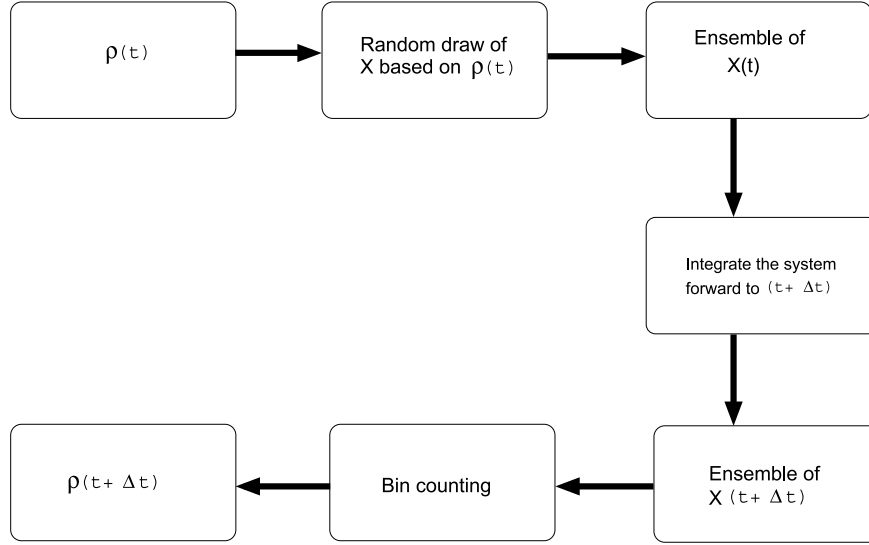 ρ(t)
Random draw of
X based on ρ(t)
Ensemble of
X(t)
Integrate the system
forward to (t+ Δt)
Ensemble of
X (t+ Δt)
Bin counting
ρ(t+ Δt)